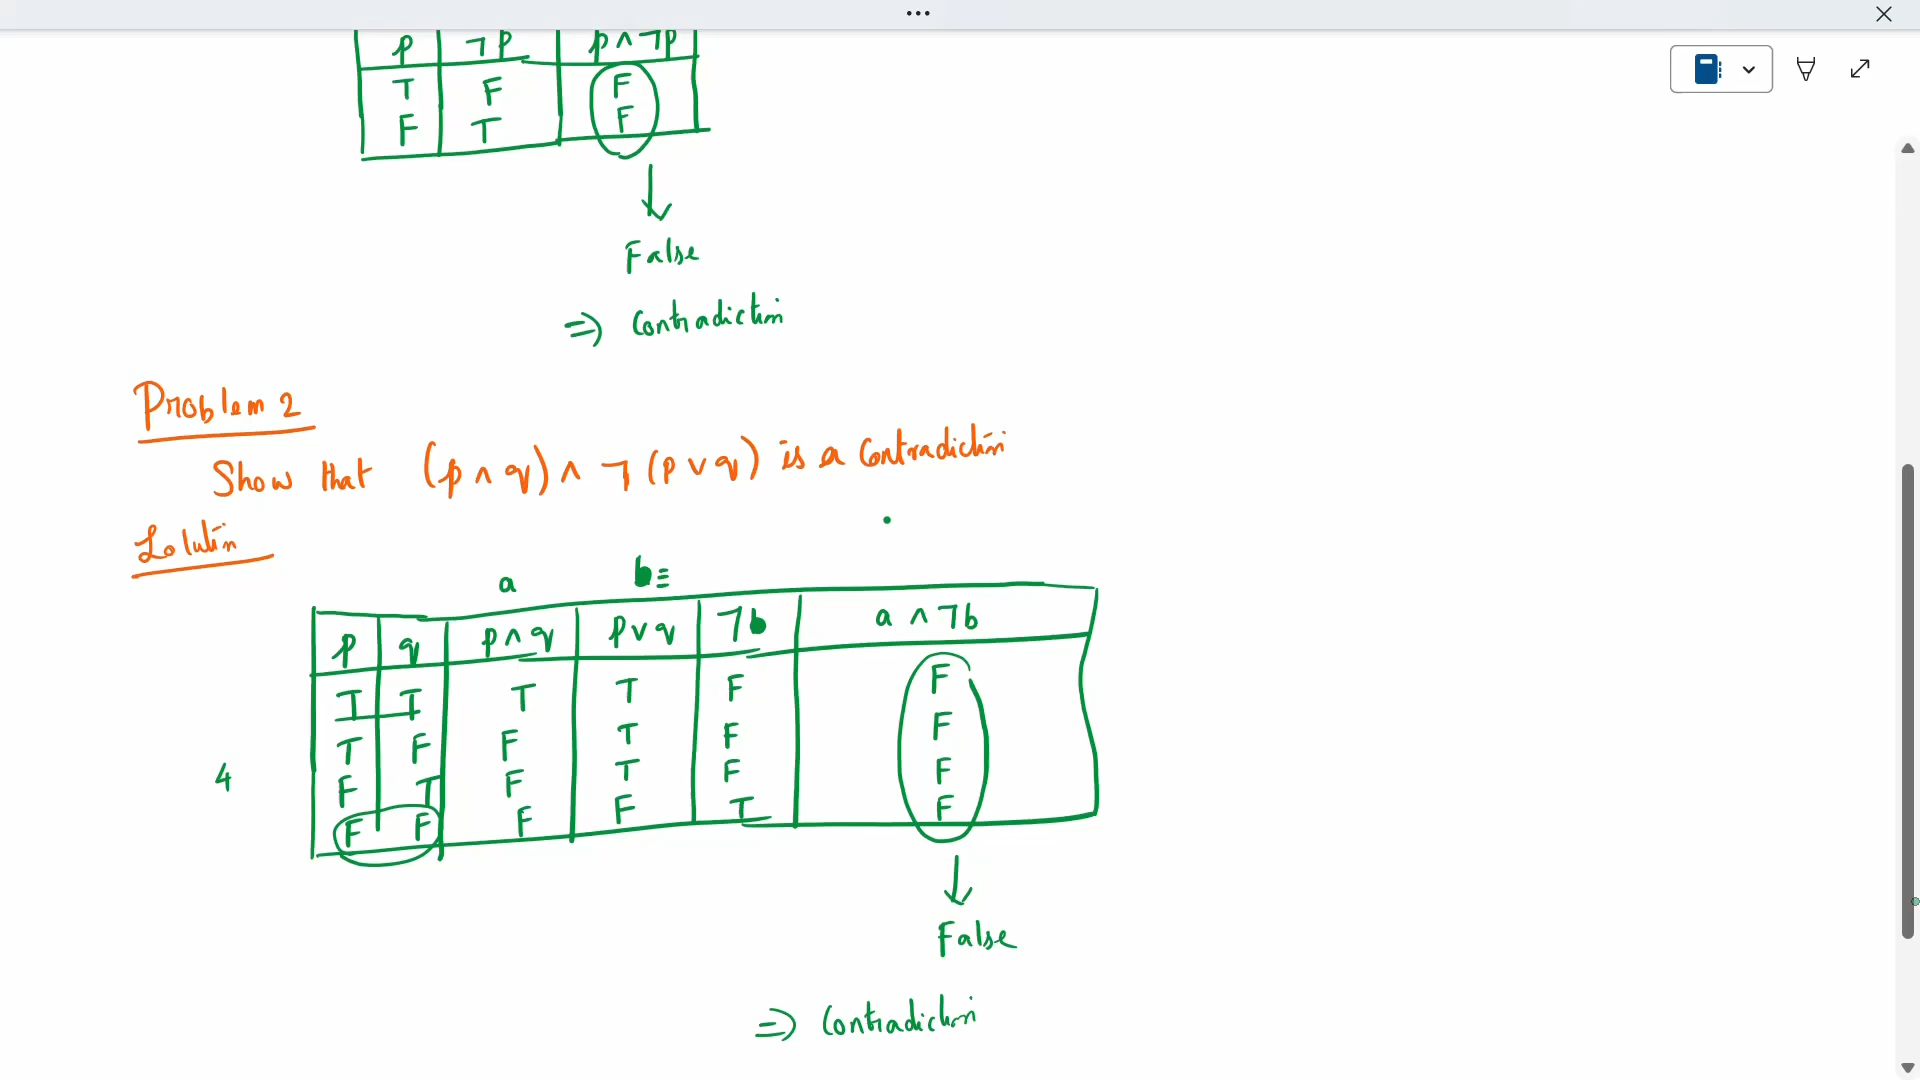 p ¬p p ∧ ¬p
T F F
F T F
False
⇒ Contradiction
Problem 2
Show that (p ∧ q) ∧ ¬ (p ∨ q) is a Contradiction
Solution
a b ≡
p q p ∧ q p ∨ q ¬b a ∧ ¬b
T T T T F F
T F F T F F
4
F T F T F F
F F F F T F
False
⇒ Contradiction